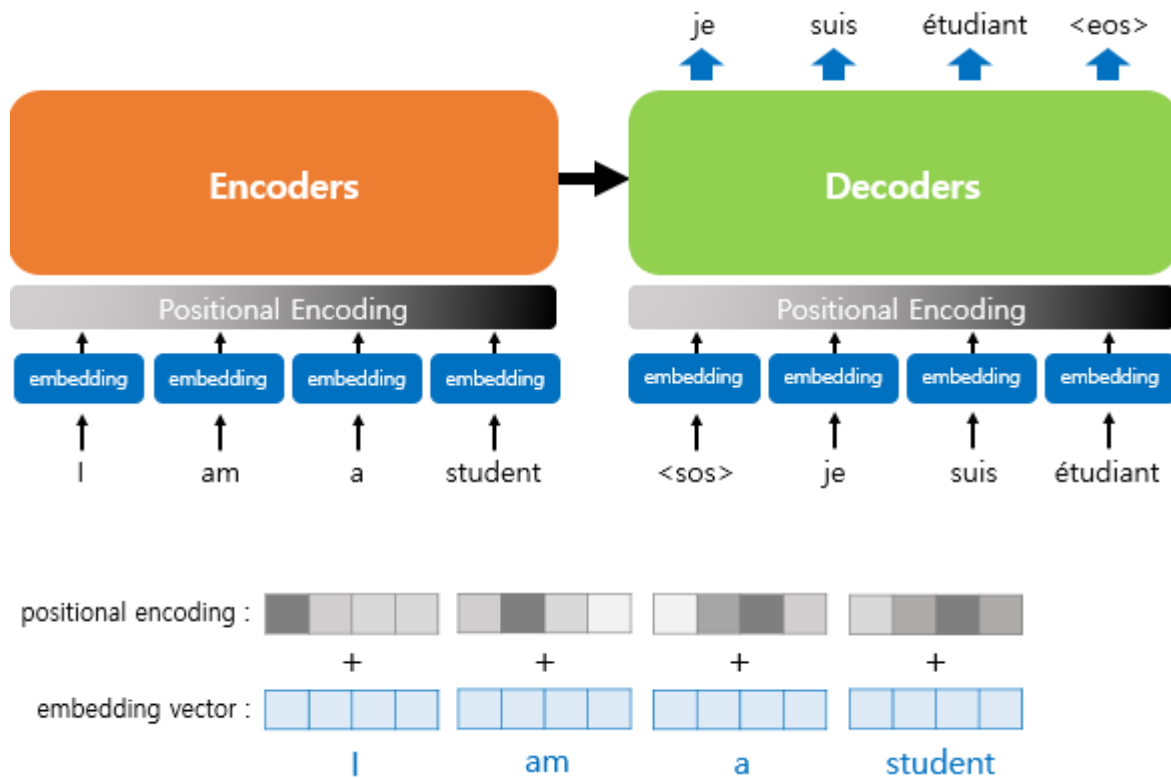 je suis étudiant <eos>
Encoders
Decoders
Positional Encoding
Positional Encoding
embedding embedding embedding embedding
embedding embedding embedding embedding
I am a student
<sos> je suis étudiant
positional encoding :
+ + + +
embedding vector :
I am a student